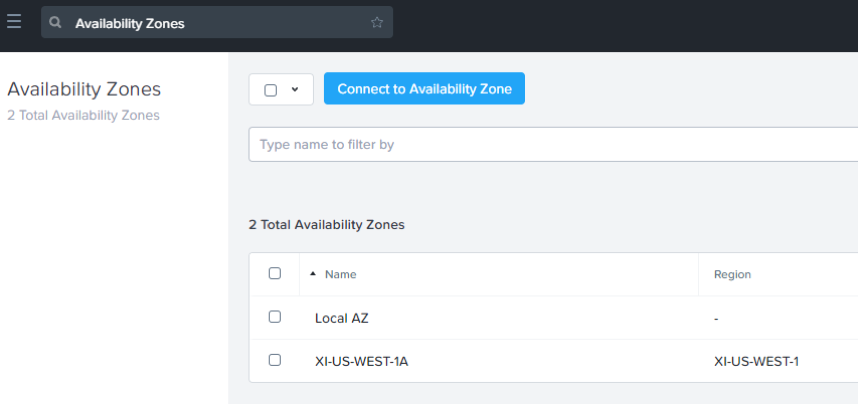 Availability Zones
Availability Zones
2 Total Availability Zones
Connect to Availability Zone
Type name to filter by
2 Total Availability Zones
Name Region
Local AZ -
XI-US-WEST-1A XI-US-WEST-1